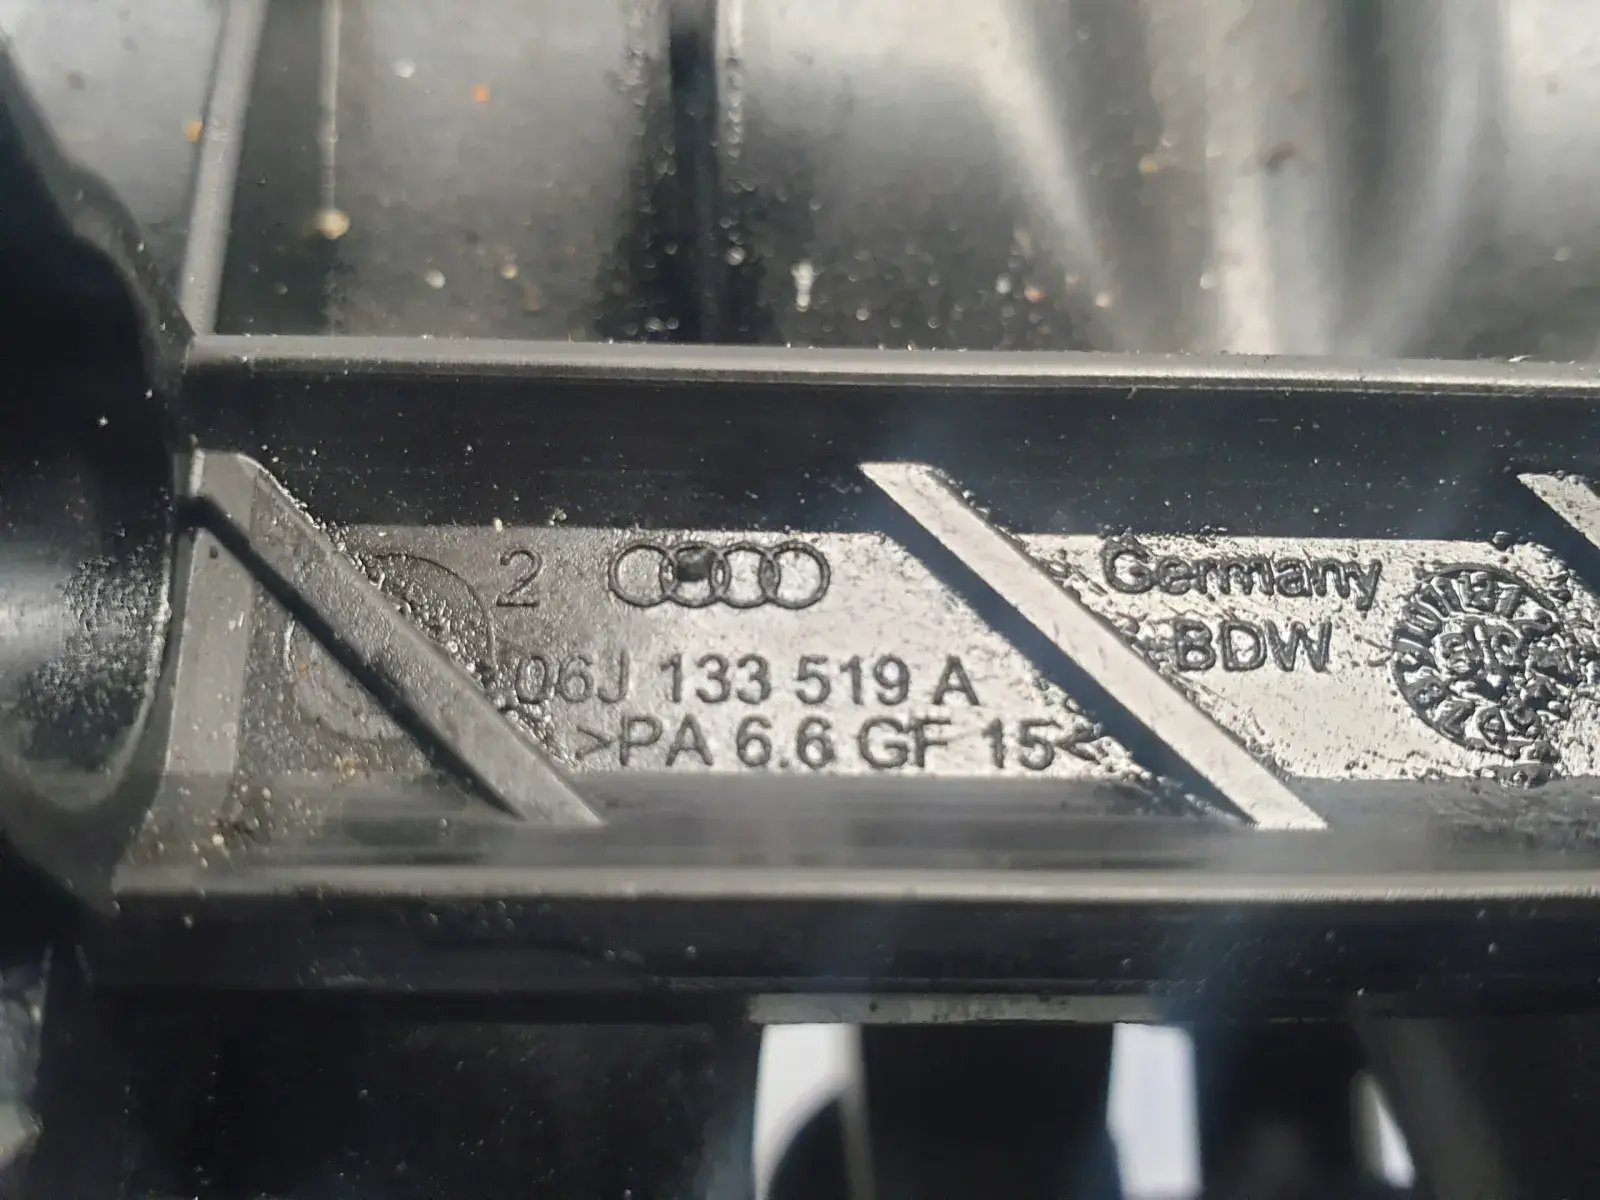 2
06J 133 519 A
>PA 6.6 GF 15<
Germany
BDW